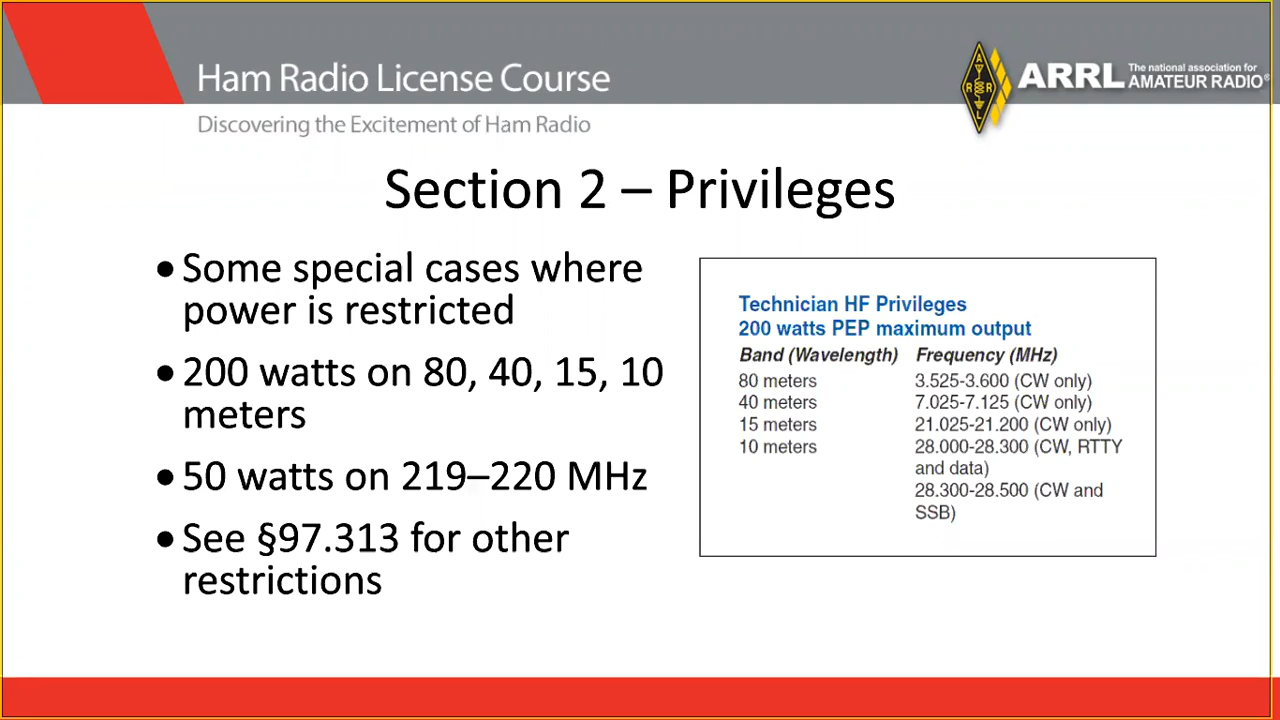 Ham Radio License Course
Discovering the Excitement of Ham Radio
ARRL
The national association for
AMATEUR RADIO®
Section 2 – Privileges
•Some special cases where
power is restricted
•200 watts on 80, 40, 15, 10
meters
•50 watts on 219–220 MHz
•See §97.313 for other
restrictions
Technician HF Privileges
200 watts PEP maximum output
Band (Wavelength) Frequency (MHz)
80 meters 3.525-3.600 (CW only)
40 meters 7.025-7.125 (CW only)
15 meters 21.025-21.200 (CW only)
10 meters 28.000-28.300 (CW, RTTY
and data)
28.300-28.500 (CW and
SSB)